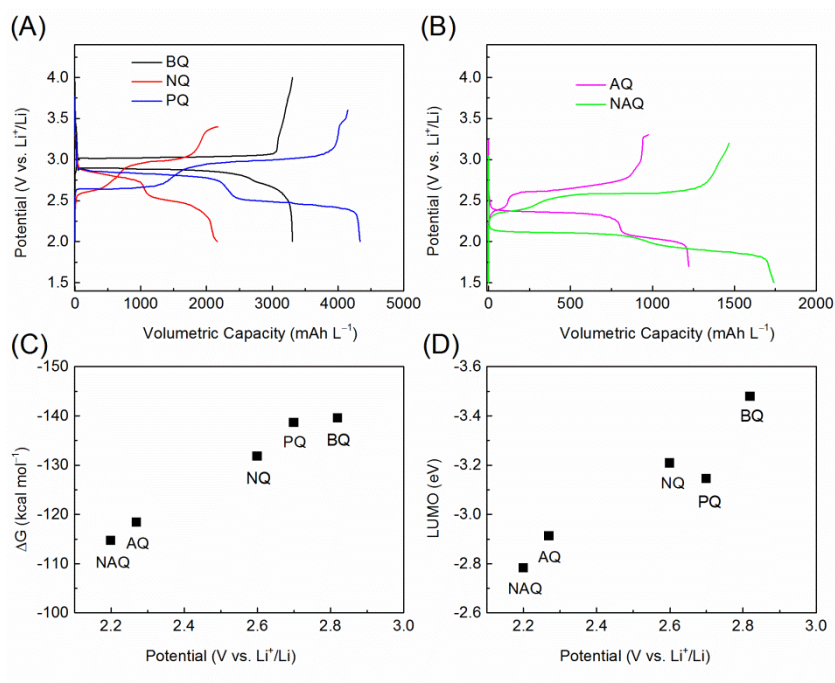 (A)
BQ
NQ
PQ
4.0
3.5
3.0
2.5
2.0
1.5
0 1000 2000 3000 4000 5000
Potential (V vs. Li⁺/Li)
Volumetric Capacity (mAh L⁻¹)
(B)
AQ
NAQ
4.0
3.5
3.0
2.5
2.0
1.5
0 500 1000 1500 2000
Potential (V vs. Li⁺/Li)
Volumetric Capacity (mAh L⁻¹)
(C)
-150
-140
-130
-120
-110
-100
PQ BQ
NQ
AQ
NAQ
2.2 2.4 2.6 2.8 3.0
ΔG (kcal mol⁻¹)
Potential (V vs. Li⁺/Li)
(D)
-3.6
-3.4
-3.2
-3.0
-2.8
-2.6
BQ
NQ
PQ
AQ
NAQ
2.2 2.4 2.6 2.8 3.0
LUMO (eV)
Potential (V vs. Li⁺/Li)